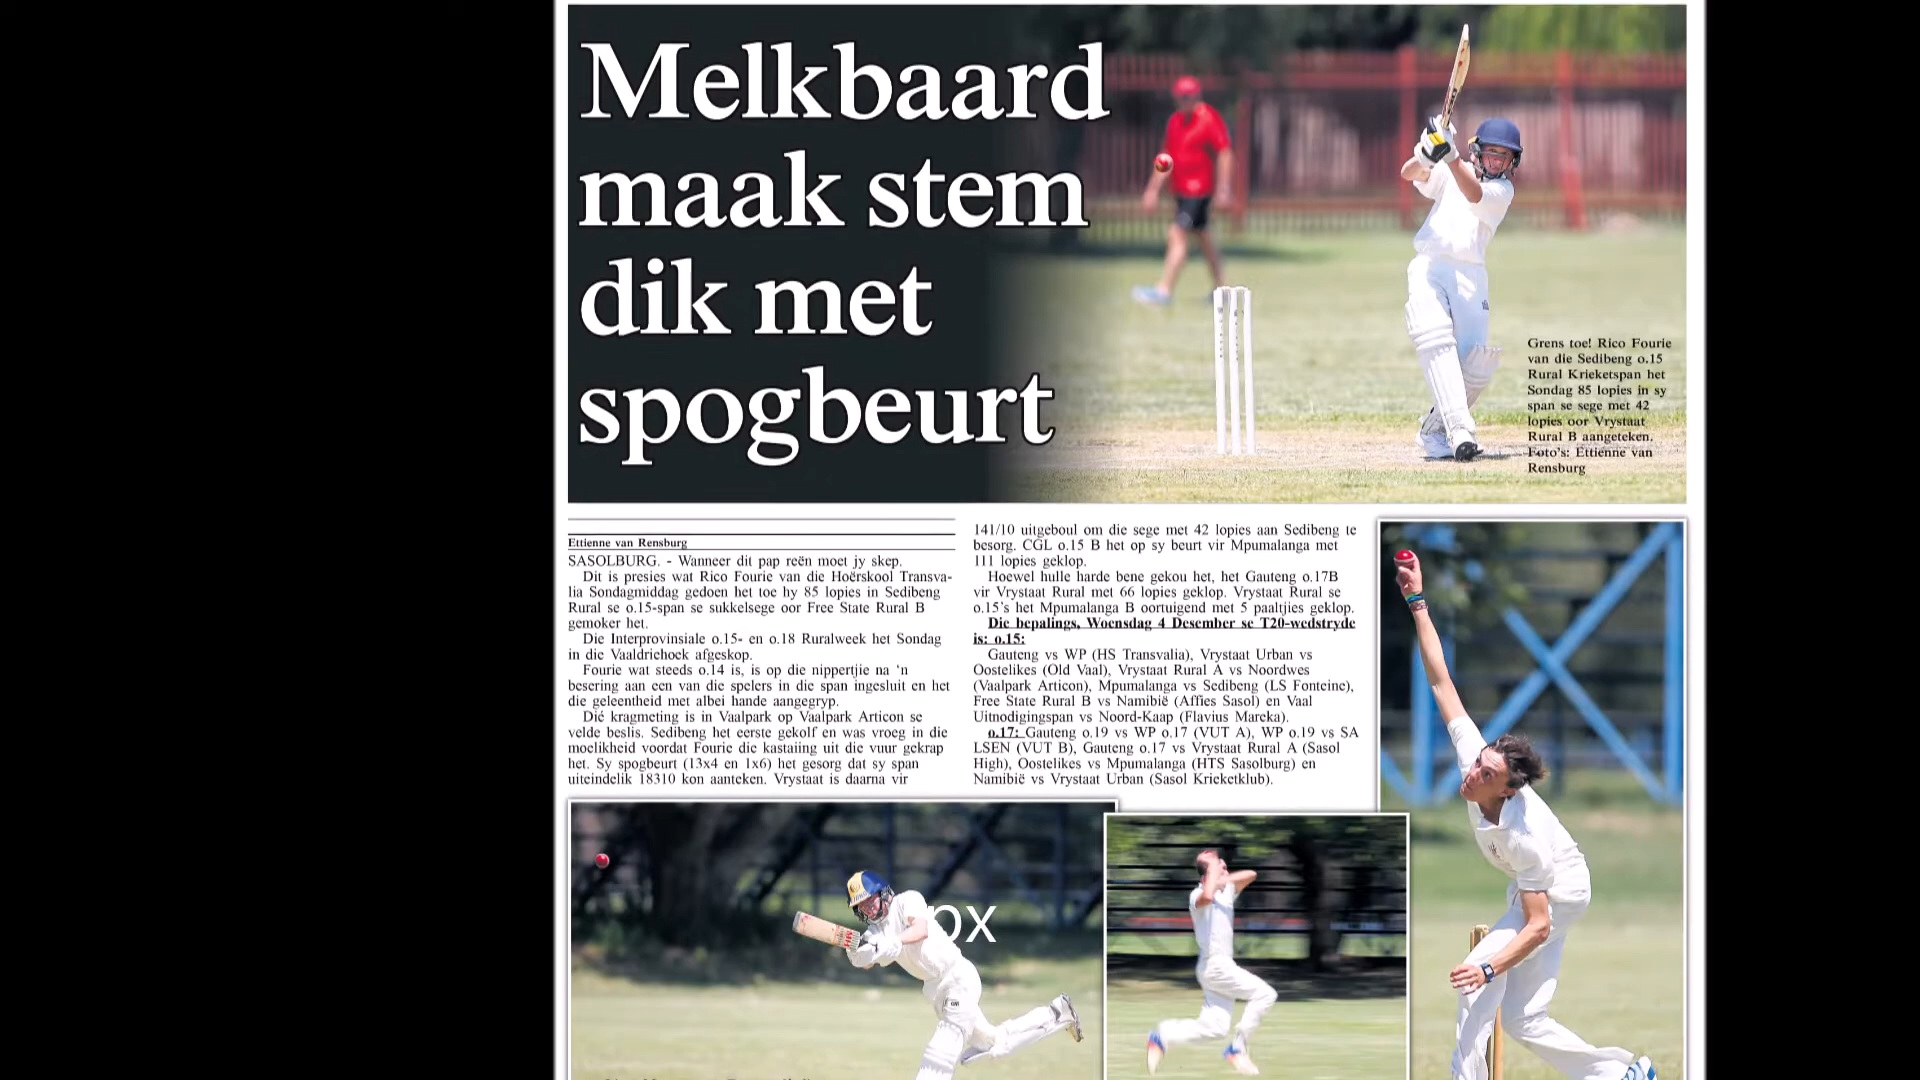 Melkbaard
maak stem
dik met
spogbeurt
Grens toe! Rico Fourie
van die Sedibeng o.15
Rural Krieketspan het
Sondag 85 lopies in sy
span se sege met 42
lopies oor Vrystaat
Rural B aangeteken.
Foto's: Ettienne van
Rensburg
Ettienne van Rensburg
SASOLBURG. - Wanneer dit pap reën moet jy skep.
Dit is presies wat Rico Fourie van die Hoërskool Transva-
lia Sondagmiddag gedoen het toe hy 85 lopies in Sedibeng
Rural se o.15-span se sukkelsege oor Free State Rural B
gemoker het.
Die Interprovinsiale o.15- en o.18 Ruralweek het Sondag
in die Vaaldriehoek afgeskop.
Fourie wat steeds o.14 is, is op die nippertjie na ‘n
besering aan een van die spelers in die span ingesluit en het
die geleentheid met albei hande aangegryp.
Dié kragmeting is in Vaalpark op Vaalpark Articon se
velde beslis. Sedibeng het eerste gekolf en was vroeg in die
moelikheid voordat Fourie die kastaiing uit die vuur gekrap
het. Sy spogbeurt (13x4 en 1x6) het gesorg dat sy span
uiteindelik 18310 kon aanteken. Vrystaat is daarna vir
141/10 uitgeboul om die sege met 42 lopies aan Sedibeng te
besorg. CGL o.15 B het op sy beurt vir Mpumalanga met
111 lopies geklop.
Hoewel hulle harde bene gekou het, het Gauteng o.17B
vir Vrystaat Rural met 66 lopies geklop. Vrystaat Rural se
o.15's het Mpumalanga B oortuigend met 5 paaltjies geklop.
Die bepalings, Woensdag 4 Desember se T20-wedstryde
is: o.15:
Gauteng vs WP (HS Transvalia), Vrystaat Urban vs
Oostelikes (Old Vaal), Vrystaat Rural A vs Noordwes
(Vaalpark Articon), Mpumalanga vs Sedibeng (LS Fonteine),
Free State Rural B vs Namibië (Affies Sasol) en Vaal
Uitnodigingspan vs Noord-Kaap (Flavius Mareka).
o.17: Gauteng o.19 vs WP o.17 (VUT A), WP o.19 vs SA
LSEN (VUT B), Gauteng o.17 vs Vrystaat Rural A (Sasol
High), Oostelikes vs Mpumalanga (HTS Sasolburg) en
Namibië vs Vrystaat Urban (Sasol Kricketklub).
px